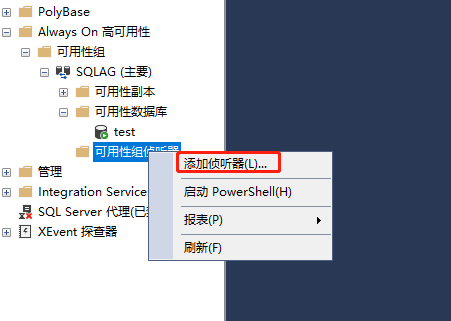 PolyBase
Always On 高可用性
可用性组
SQLAG (主要)
可用性副本
可用性数据库
test
可用性组侦听器
添加侦听器(L)...
管理
启动 PowerShell(H)
Integration Service
报表(P)
SQL Server 代理(已
XEvent 探查器
刷新(F)